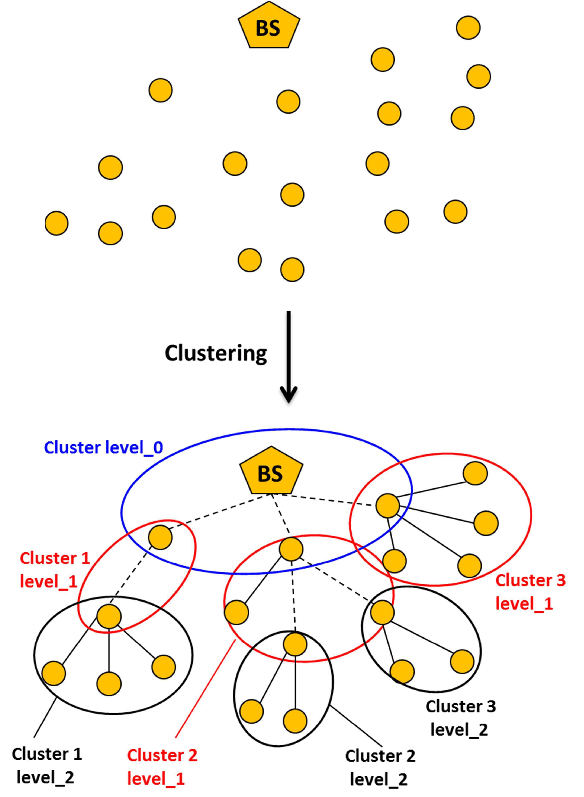 BS
Clustering
Cluster level_0
BS
Cluster 1
level_1
Cluster 3
level_1
Cluster 3
level_2
Cluster 1
level_2
Cluster 2
level_1
Cluster 2
level_2